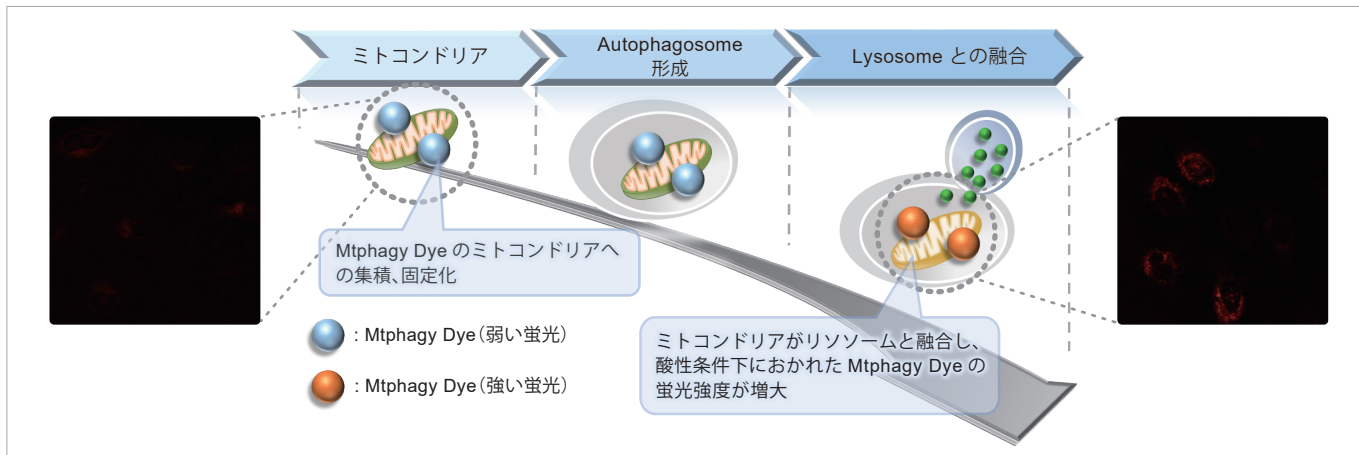 ミトコンドリア
Autophagosome
形成
Lysosome との融合
Mtphagy Dye のミトコンドリアへ
の集積、固定化
: Mtphagy Dye（弱い蛍光）
: Mtphagy Dye（強い蛍光）
ミトコンドリアがリソソームと融合し、
酸性条件下におかれた Mtphagy Dye の
蛍光強度が増大